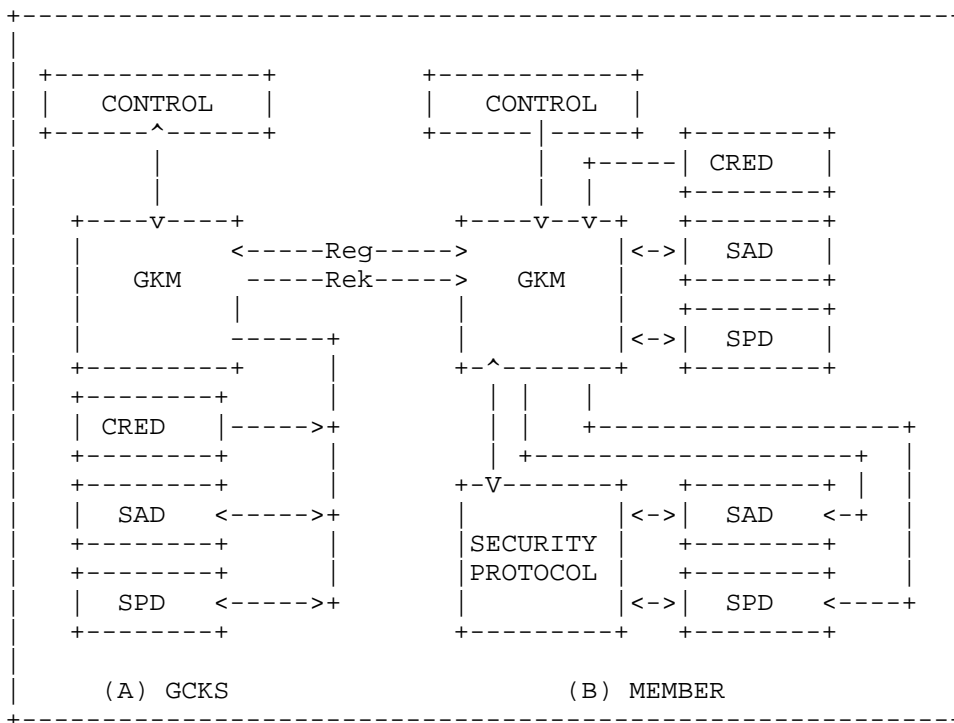 CONTROL CONTROL
CRED
Reg SAD
GKM Rek GKM
SPD
CRED
SAD SAD
SECURITY
PROTOCOL
SPD SPD
(A) GCKS (B) MEMBER